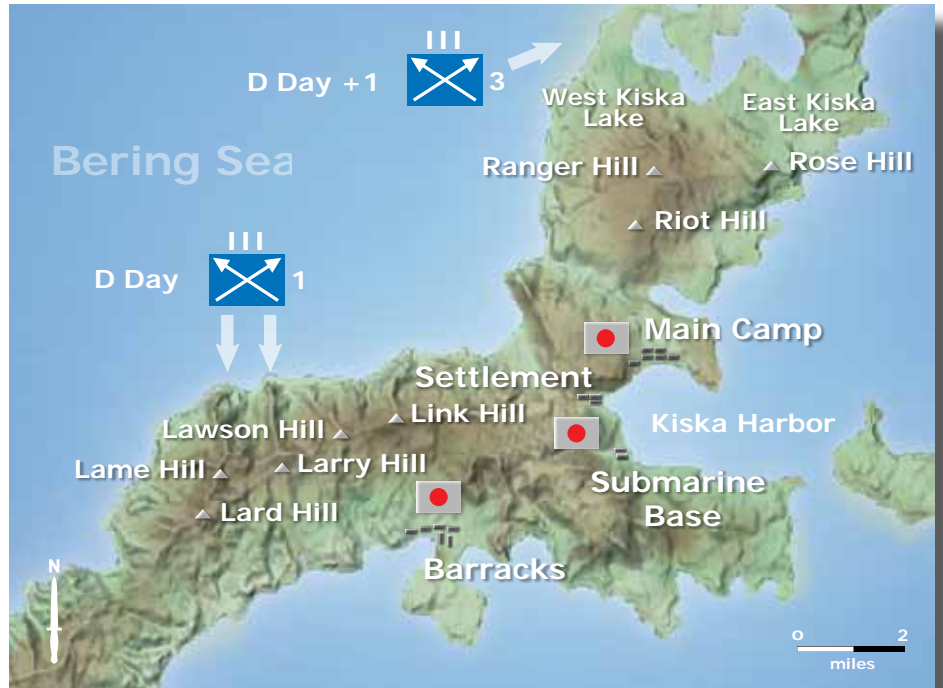 D Day +1
III
3
West Kiska
Lake
East Kiska
Lake
Bering Sea
Ranger Hill
Rose Hill
Riot Hill
III
D Day
1
Main Camp
Settlement
Link Hill
Kiska Harbor
Lawson Hill
Lame Hill
Larry Hill
Submarine
Base
Lard Hill
Barracks
N
0
2
miles